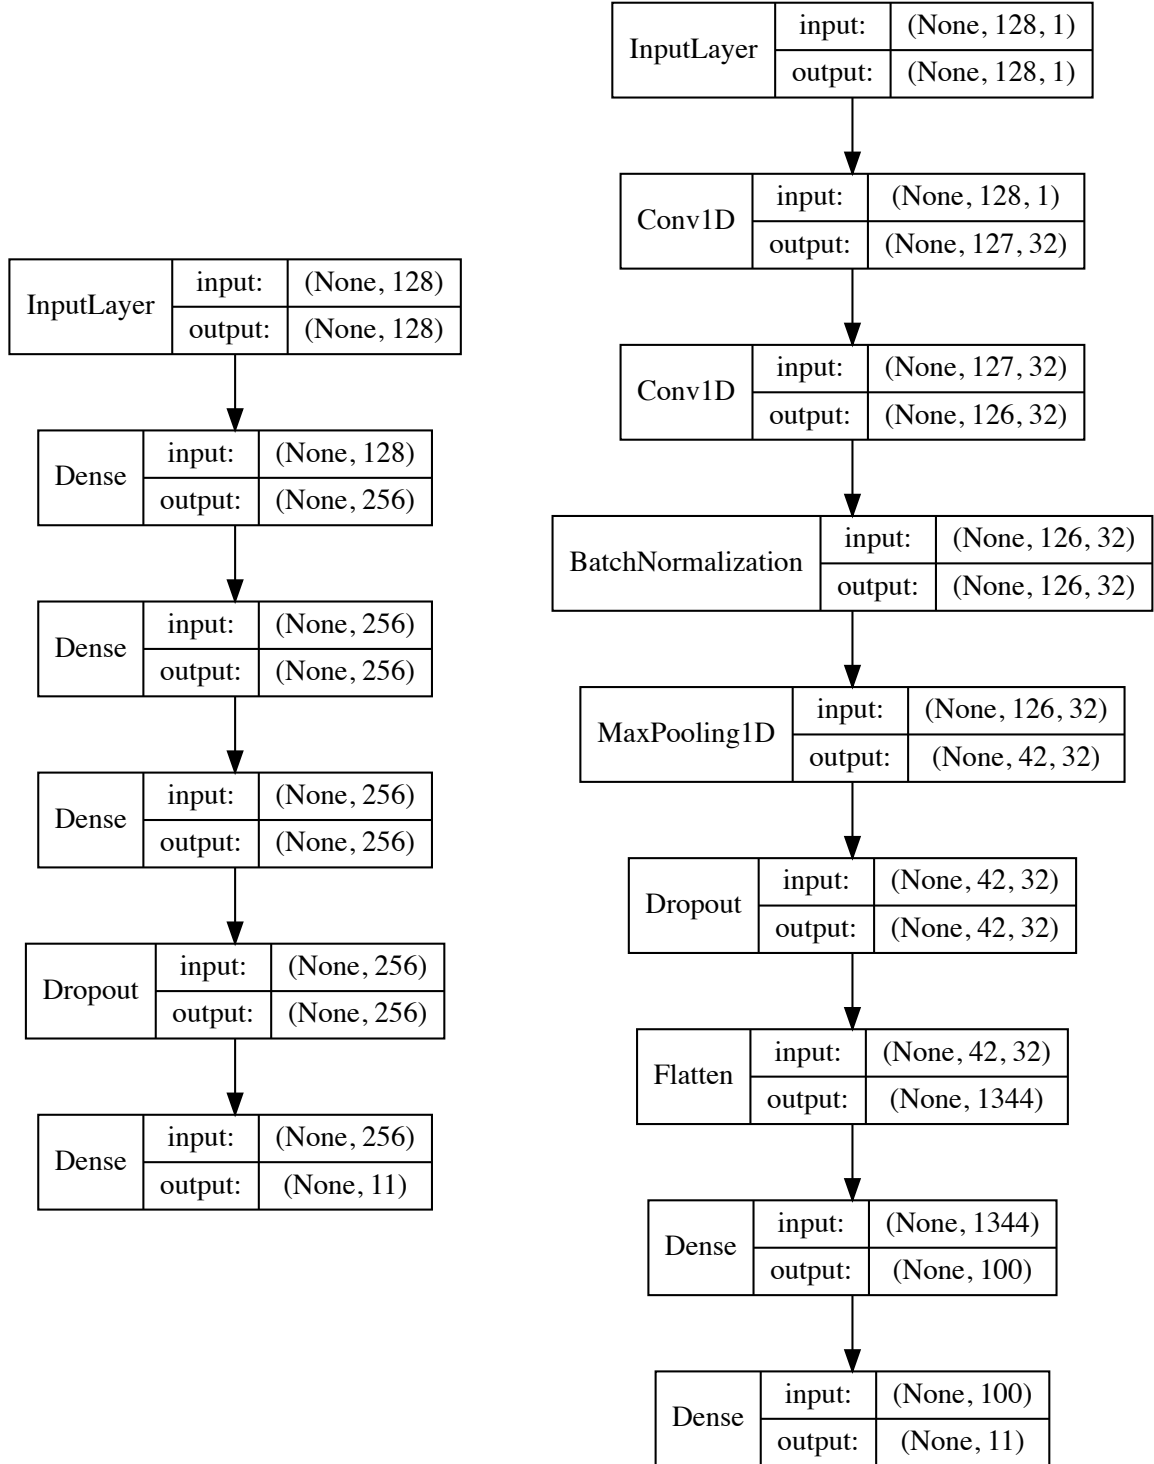 InputLayer
input: (None, 128)
output: (None, 128)
Dense
input: (None, 128)
output: (None, 256)
Dense
input: (None, 256)
output: (None, 256)
Dense
input: (None, 256)
output: (None, 256)
Dropout
input: (None, 256)
output: (None, 256)
Dense
input: (None, 256)
output: (None, 11)
InputLayer
input: (None, 128, 1)
output: (None, 128, 1)
Conv1D
input: (None, 128, 1)
output: (None, 127, 32)
Conv1D
input: (None, 127, 32)
output: (None, 126, 32)
BatchNormalization
input: (None, 126, 32)
output: (None, 126, 32)
MaxPooling1D
input: (None, 126, 32)
output: (None, 42, 32)
Dropout
input: (None, 42, 32)
output: (None, 42, 32)
Flatten
input: (None, 42, 32)
output: (None, 1344)
Dense
input: (None, 1344)
output: (None, 100)
Dense
input: (None, 100)
output: (None, 11)